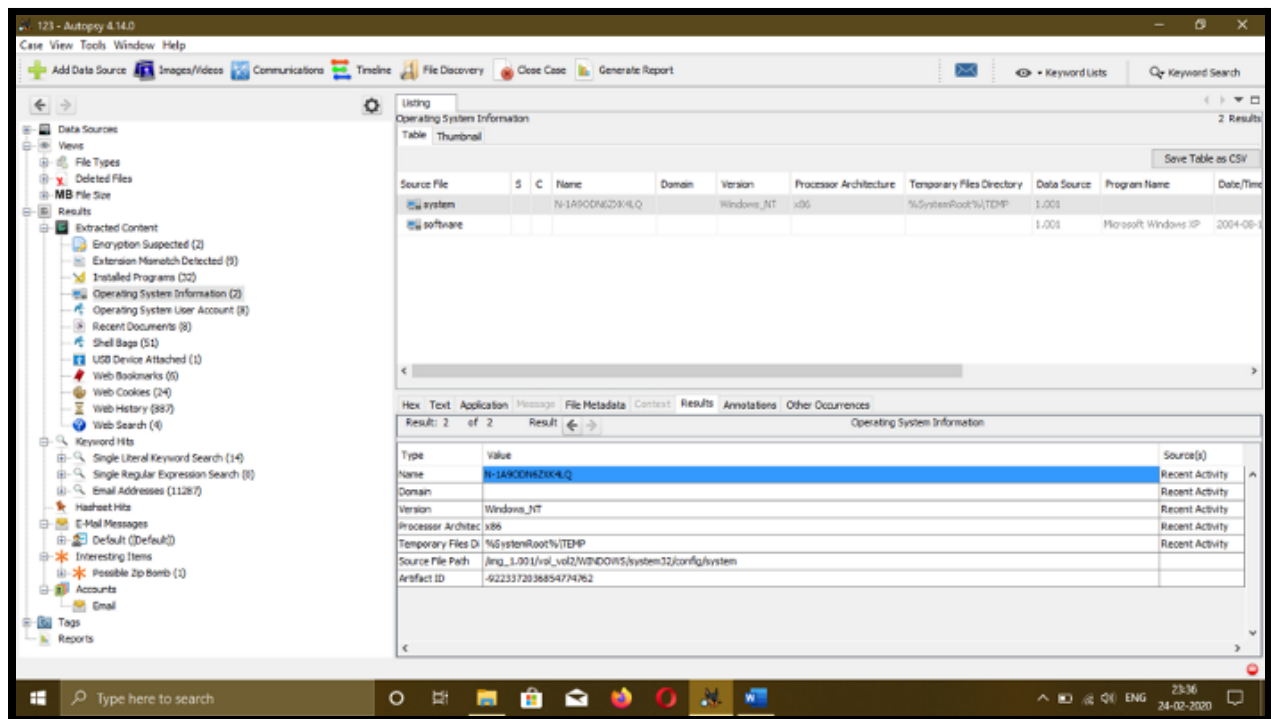 123 - Autopsy 4.14.0
Case View Tools Window Help
Add Data Source Images/Videos Communications Timeline File Discovery Close Case Generate Report Keyword Lists Keyword Search
Listing
Operating System Information 2 Results
Table Thumbnail
Save Table as CSV
Source File S C Name Domain Version Processor Architecture Temporary Files Directory Data Source Program Name Date/Time
system N-1A9ODN6ZXK4LQ Windows_NT x86 %SystemRoot%\TEMP 1.001
software 1.001 Microsoft Windows XP 2004-08-1
Data Sources
Views
File Types
Deleted Files
MB File Size
Results
Extracted Content
Encryption Suspected (2)
Extension Mismatch Detected (9)
Installed Programs (32)
Operating System Information (2)
Operating System User Account (8)
Recent Documents (8)
Shell Bags (51)
USB Device Attached (1)
Web Bookmarks (6)
Web Cookies (24)
Web History (887)
Web Search (4)
Keyword Hits
Single Literal Keyword Search (14)
Single Regular Expression Search (0)
Email Addresses (11287)
Hashset Hits
E-Mail Messages
Default ([Default])
Interesting Items
Possible Zip Bomb (1)
Accounts
Email
Tags
Reports
Hex Text Application Message File Metadata Context Results Annotations Other Occurrences
Result: 2 of 2 Result Operating System Information
Type Value Source(s)
Name N-1A9ODN6ZXK4LQ Recent Activity
Domain Recent Activity
Version Windows_NT Recent Activity
Processor Architec x86 Recent Activity
Temporary Files Di %SystemRoot%\TEMP Recent Activity
Source File Path /img_1.001/vol_vol2/WINDOWS/system32/config/system
Artifact ID -9223372036854774762
Type here to search
ENG
23:36
24-02-2020